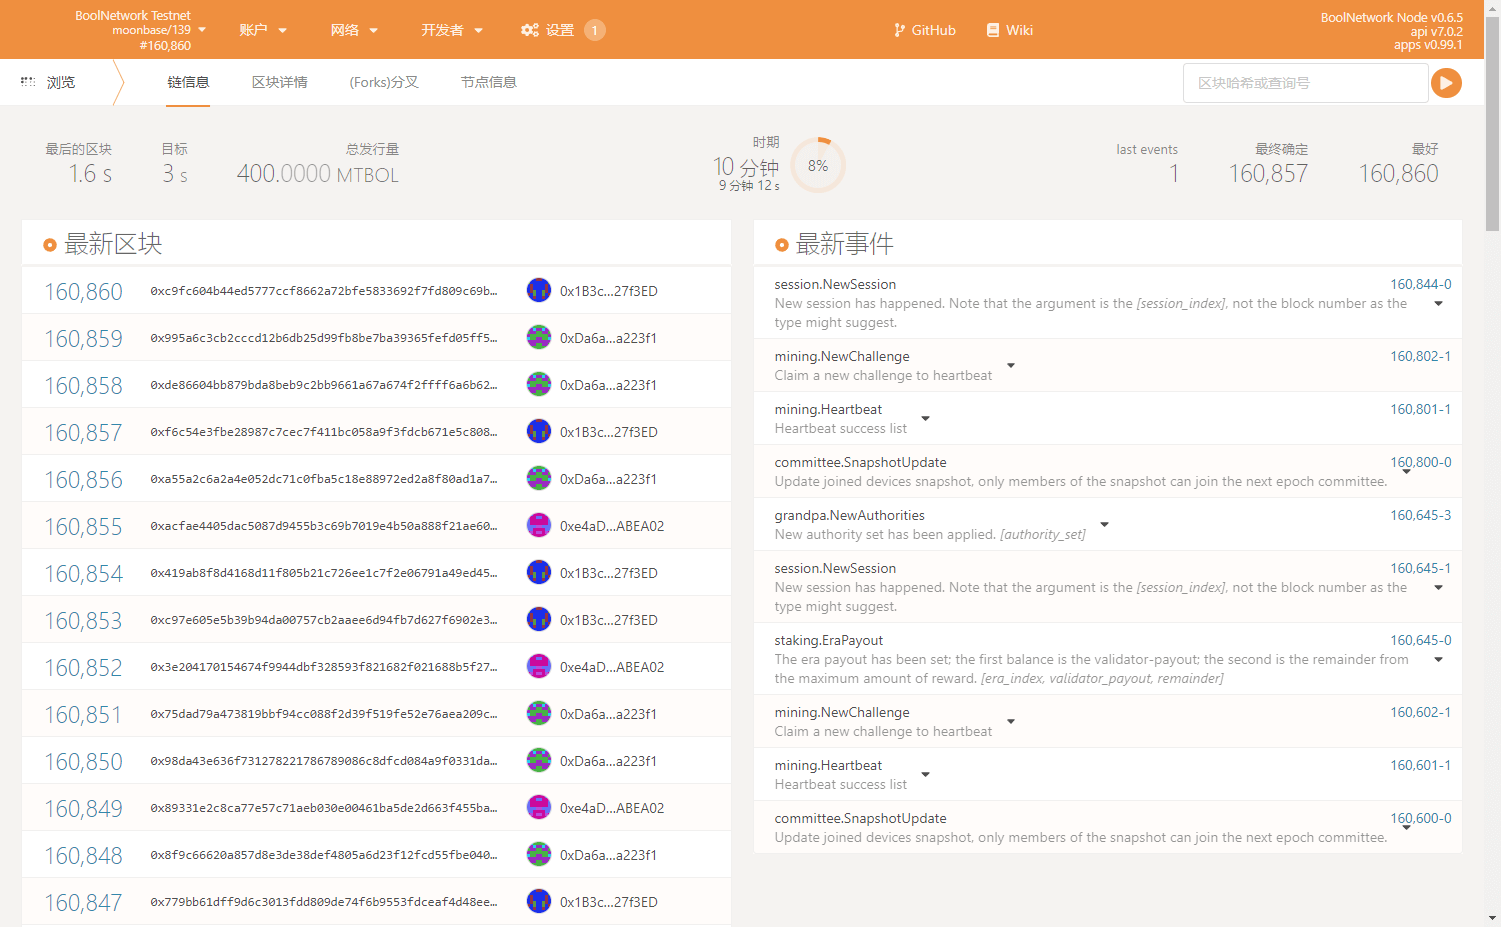 BoolNetwork Testnet
moonbase/139
#160,860
账户
网络
开发者
设置
1
GitHub
Wiki
BoolNetwork Node v0.6.5
api v7.0.2
apps v0.99.1
浏览
链信息
区块详情
(Forks)分叉
节点信息
区块哈希或查询号
最后的区块
1.6 s
目标
3 s
总发行量
400.0000 MTBOL
时期
10 分钟
9 分钟 12 s
8%
last events
1
最终确定
160,857
最好
160,860
最新区块
160,860 0xc9fc604b44ed5777ccf8662a72bfe5833692f7fd809c69b… 0x1B3c…27f3ED
160,859 0x995a6c3cb2cccd12b6db25d99fb8be7ba39365fefd05ff5… 0xDa6a…a223f1
160,858 0xde86604bb879bda8beb9c2bb9661a67a674f2ffff6a6b62… 0xDa6a…a223f1
160,857 0xf6c54e3fbe28987c7cec7f411bc058a9f3fdcb671e5c808… 0x1B3c…27f3ED
160,856 0xa55a2c6a2a4e052dc71c0fba5c18e88972ed2a8f80ad1a7… 0xDa6a…a223f1
160,855 0xacfae4405dac5087d9455b3c69b7019e4b50a888f21ae60… 0xe4aD…ABEA02
160,854 0x419ab8f8d4168d11f805b21c726ee1c7f2e06791a49ed45… 0x1B3c…27f3ED
160,853 0xc97e605e5b39b94da00757cb2aaee6d94fb7d627f6902e3… 0x1B3c…27f3ED
160,852 0x3e204170154674f9944dbf328593f821682f021688b5f27… 0xe4aD…ABEA02
160,851 0x75dad79a473819bbf94cc088f2d39f519fe52e76aea209c… 0xDa6a…a223f1
160,850 0x98da43e636f731278221786789086c8dfcd084a9f0331da… 0xDa6a…a223f1
160,849 0x89331e2c8ca77e57c71aeb030e00461ba5de2d663f455ba… 0xe4aD…ABEA02
160,848 0x8f9c66620a857d8e3de38def4805a6d23f12fcd55fbe040… 0xDa6a…a223f1
160,847 0x779bb61dff9d6c3013fdd809de74f6b9553fdceaf4d48ee… 0x1B3c…27f3ED
最新事件
session.NewSession 160,844-0
New session has happened. Note that the argument is the [session_index], not the block number as the
type might suggest.
mining.NewChallenge 160,802-1
Claim a new challenge to heartbeat
mining.Heartbeat 160,801-1
Heartbeat success list
committee.SnapshotUpdate 160,800-0
Update joined devices snapshot, only members of the snapshot can join the next epoch committee.
grandpa.NewAuthorities 160,645-3
New authority set has been applied. [authority_set]
session.NewSession 160,645-1
New session has happened. Note that the argument is the [session_index], not the block number as the
type might suggest.
staking.EraPayout 160,645-0
The era payout has been set; the first balance is the validator-payout; the second is the remainder from
the maximum amount of reward. [era_index, validator_payout, remainder]
mining.NewChallenge 160,602-1
Claim a new challenge to heartbeat
mining.Heartbeat 160,601-1
Heartbeat success list
committee.SnapshotUpdate 160,600-0
Update joined devices snapshot, only members of the snapshot can join the next epoch committee.